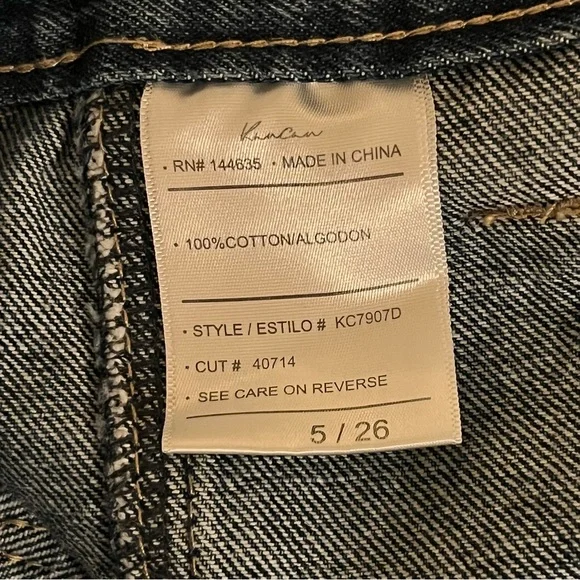 KanCan
• RN# 144635 • MADE IN CHINA
• 100%COTTON/ALGODON
• STYLE / ESTILO # KC7907D
• CUT # 40714
• SEE CARE ON REVERSE
5 / 26